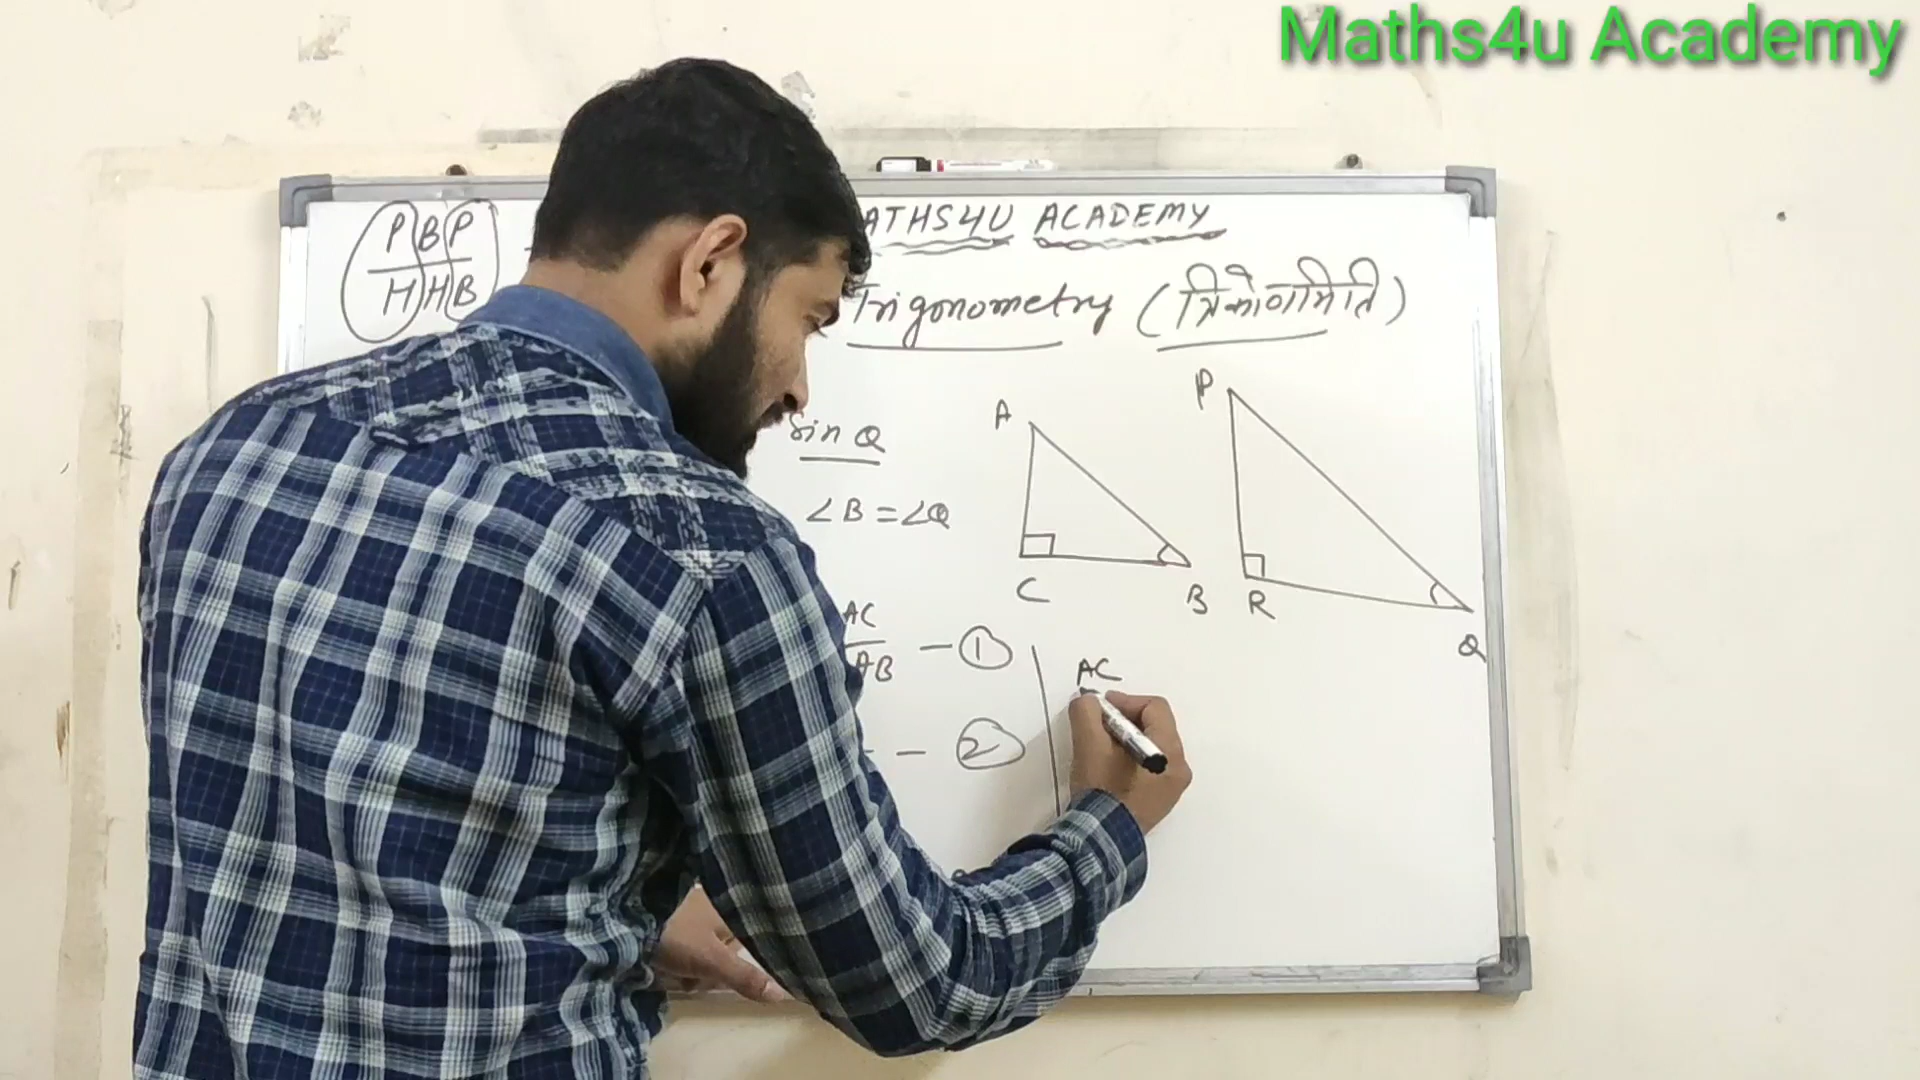 Maths4u Academy
ATHS4U ACADEMY
P B P
H H B
Trigonometry (त्रिकोणमिति)
Sin Q
∠B = ∠Q
A
P
C
B
R
Q
AC
AB
— ①
AC
— ②